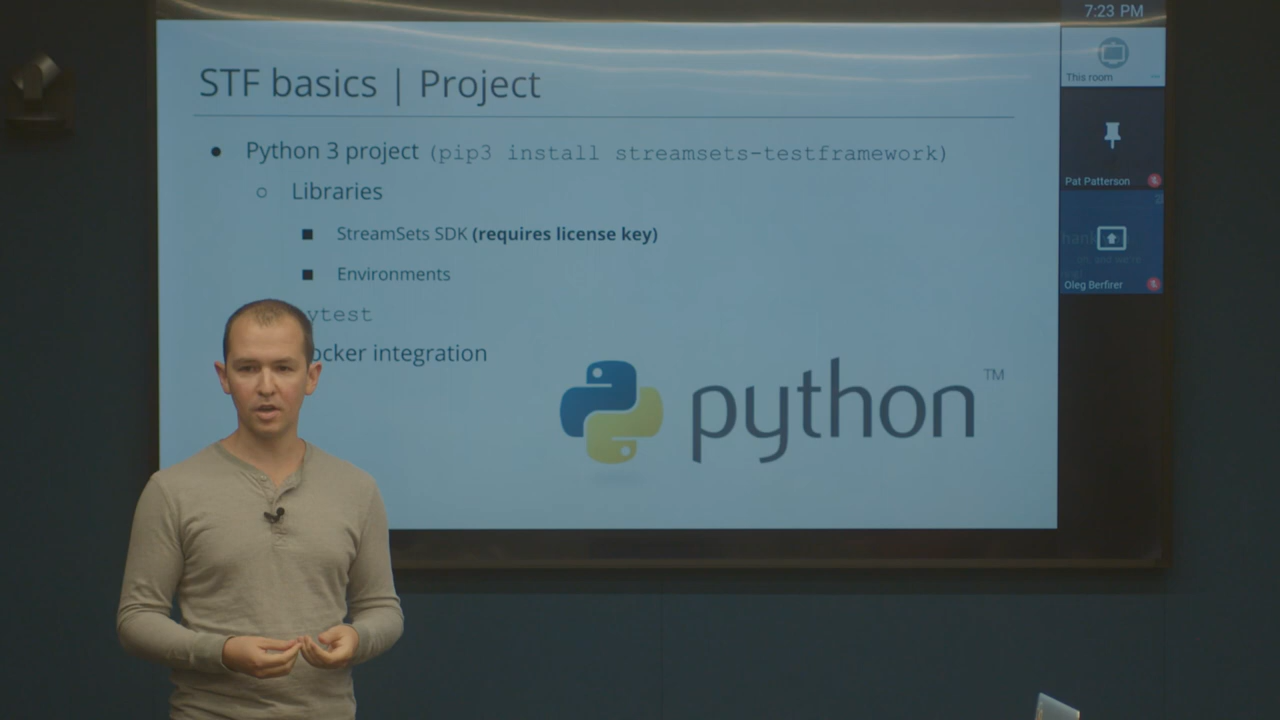 7:23 PM
STF basics | Project
This room
Python 3 project (pip3 install streamsets-testframework)
Pat Patterson
Libraries
StreamSets SDK (requires license key)
Environments
Oleg Berfirer
ytest
ocker integration
python
TM